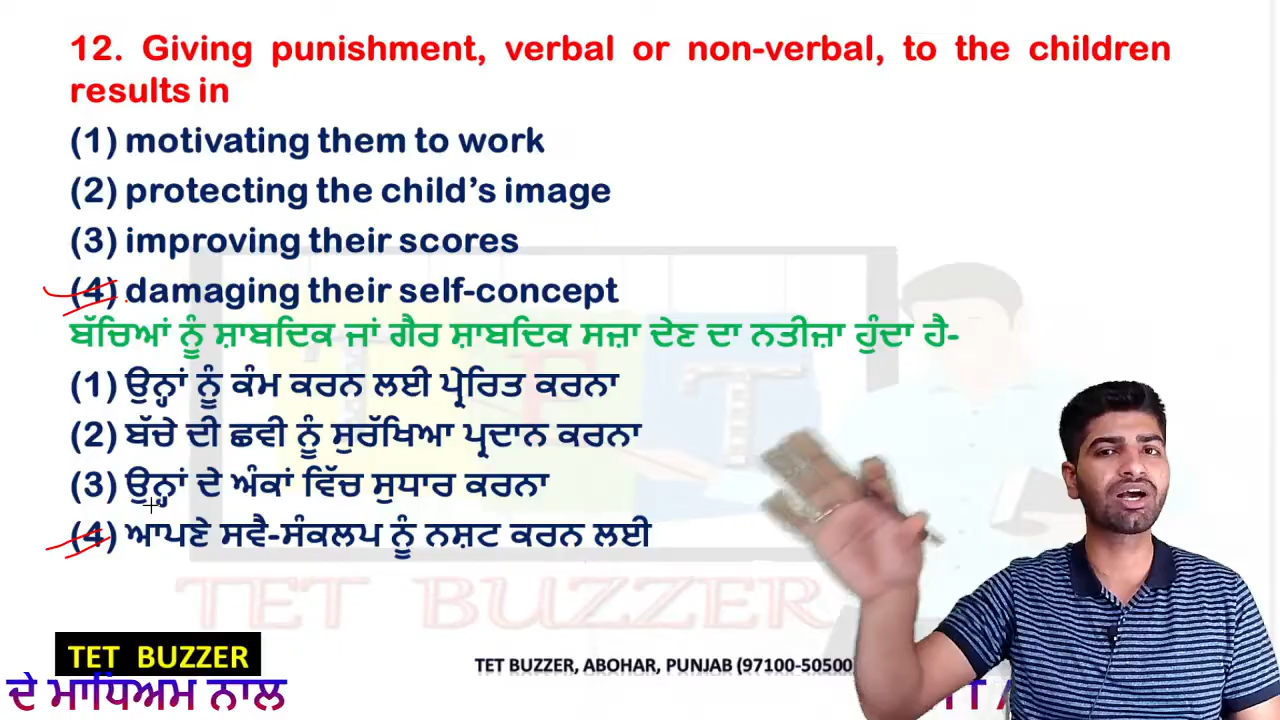 12. Giving punishment, verbal or non-verbal, to the children
results in
(1) motivating them to work
(2) protecting the child's image
(3) improving their scores
(4) damaging their self-concept
ਬੱਚਿਆਂ ਨੂੰ ਸ਼ਾਬਦਿਕ ਜਾਂ ਗੈਰ ਸ਼ਾਬਦਿਕ ਸਜ਼ਾ ਦੇਣ ਦਾ ਨਤੀਜ਼ਾ ਹੁੰਦਾ ਹੈ-
(1) ਉਨ੍ਹਾਂ ਨੂੰ ਕੰਮ ਕਰਨ ਲਈ ਪ੍ਰੇਰਿਤ ਕਰਨਾ
(2) ਬੱਚੇ ਦੀ ਛਵੀ ਨੂੰ ਸੁਰੱਖਿਆ ਪ੍ਰਦਾਨ ਕਰਨਾ
(3) ਉਨ੍ਹਾਂ ਦੇ ਅੰਕਾਂ ਵਿੱਚ ਸੁਧਾਰ ਕਰਨਾ
(4) ਆਪਣੇ ਸਵੈ-ਸੰਕਲਪ ਨੂੰ ਨਸ਼ਟ ਕਰਨ ਲਈ
TET
TET BUZZER
TET BUZZER
TET BUZZER, ABOHAR, PUNJAB (97100-50500
ਦੇ ਮਾਧਿਅਮ ਨਾਲ